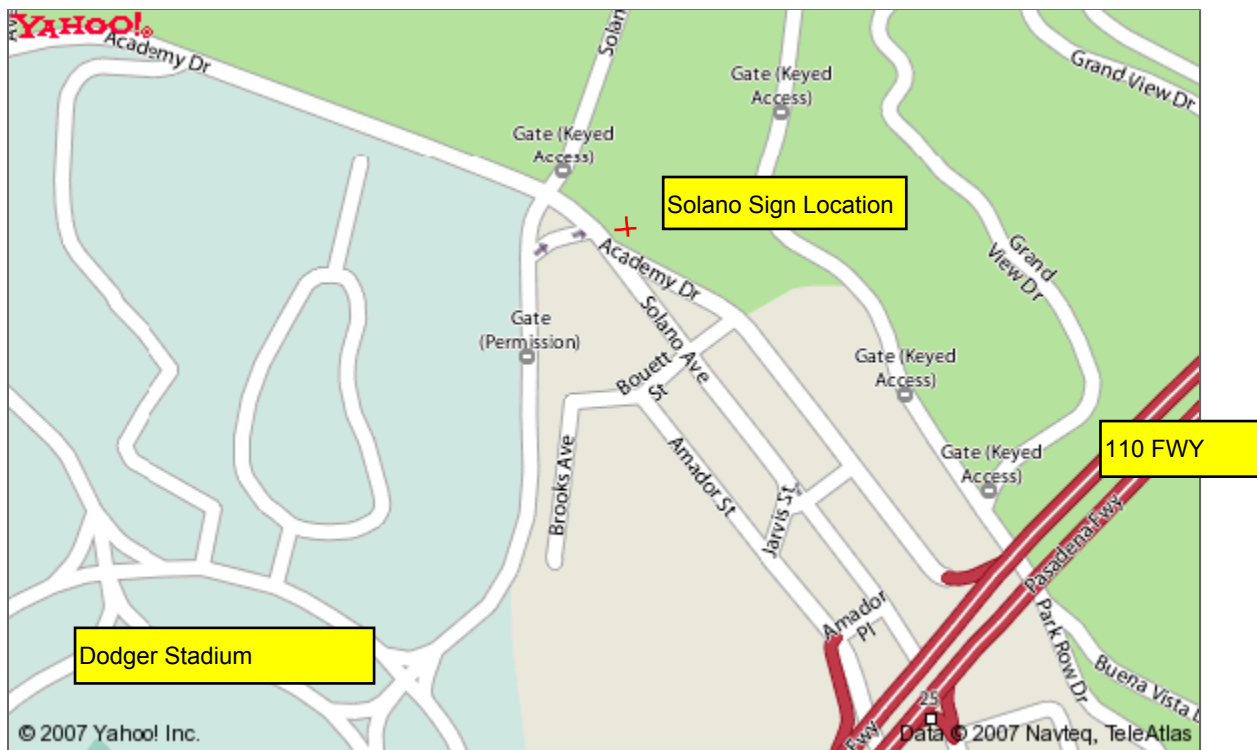 YAHOO!
Ave
Academy Dr
Solan
Gate (Keyed
Access)
Grand View Dr
Gate (Keyed
Access)
Solano Sign Location
Academy Dr
Grand
View Dr
Gate
(Permission)
Solano Ave
Bouett
St
Gate (Keyed
Access)
110 FWY
Gate (Keyed
Access)
Brooks Ave
Amador St
Jarvis St
Pasadena Fwy
Amador
Pl
Park Row Dr
Dodger Stadium
Buena Vista
25
Fwy
© 2007 Yahoo! Inc.
Data © 2007 Navteq, TeleAtlas